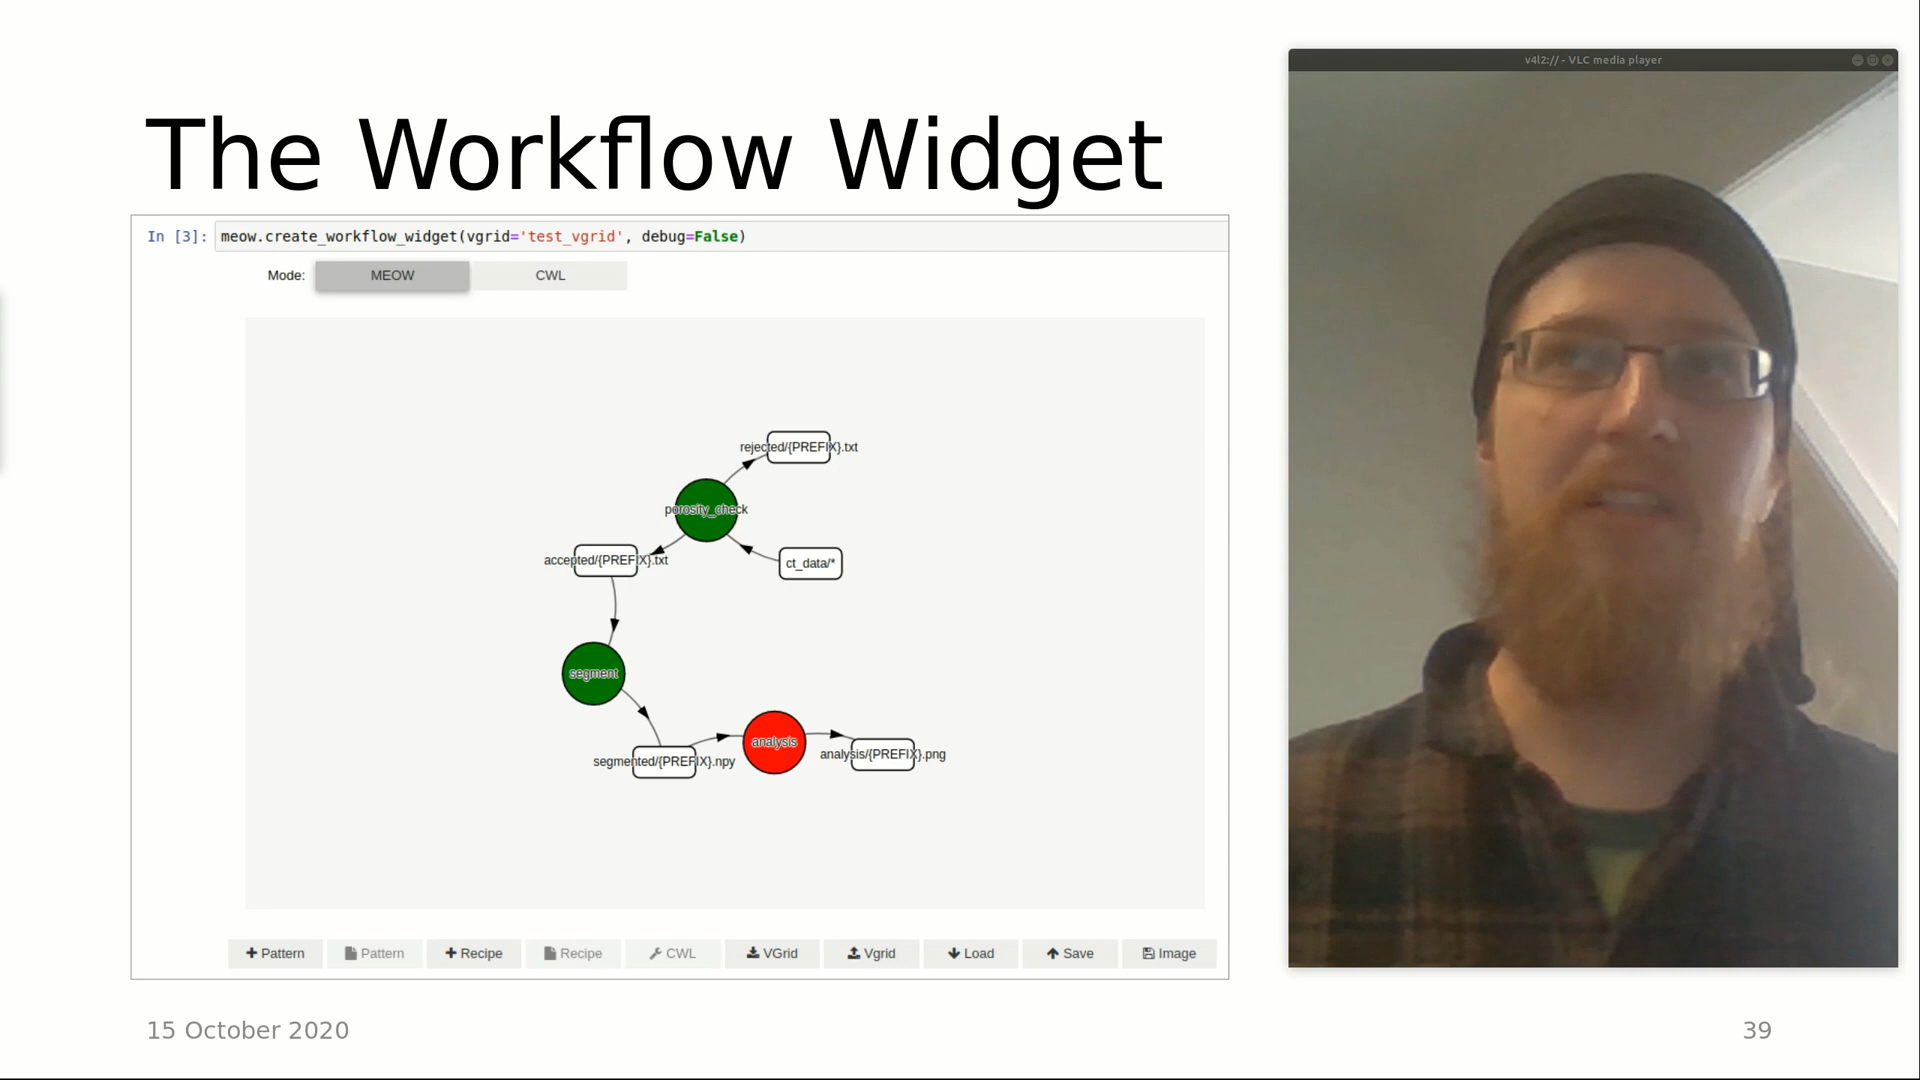 The Workflow Widget
v4l2:// - VLC media player
In [3]: meow.create_workflow_widget(vgrid='test_vgrid', debug=False)
Mode: MEOW CWL
rejected/{PREFIX}.txt
porosity_check
accepted/{PREFIX}.txt
ct_data/*
segment
analysis
segmented/{PREFIX}.npy
analysis/{PREFIX}.png
Pattern Pattern Recipe Recipe CWL VGrid Vgrid Load Save Image
15 October 2020
39